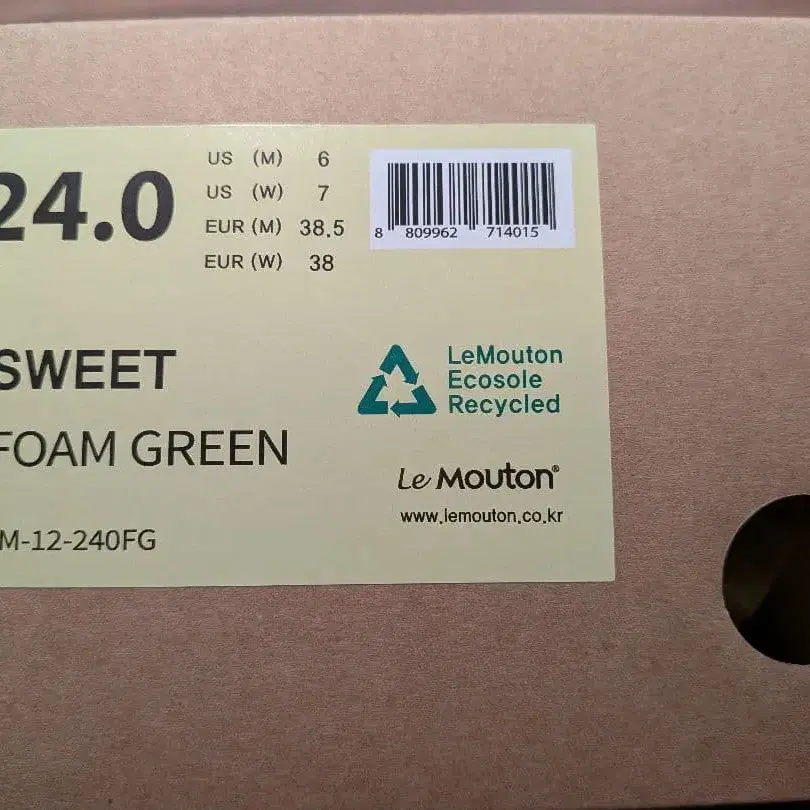 24.0
US (M) 6
US (W) 7
EUR (M) 38.5
EUR (W) 38
8 809962 714015
SWEET
FOAM GREEN
M-12-240FG
LeMouton
Ecosole
Recycled
Le Mouton®
www.lemouton.co.kr